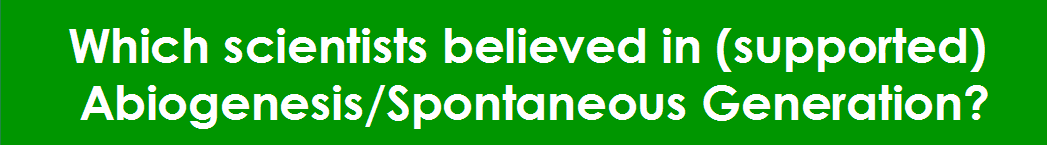 Which scientists believed in (supported)
Abiogenesis/Spontaneous Generation?